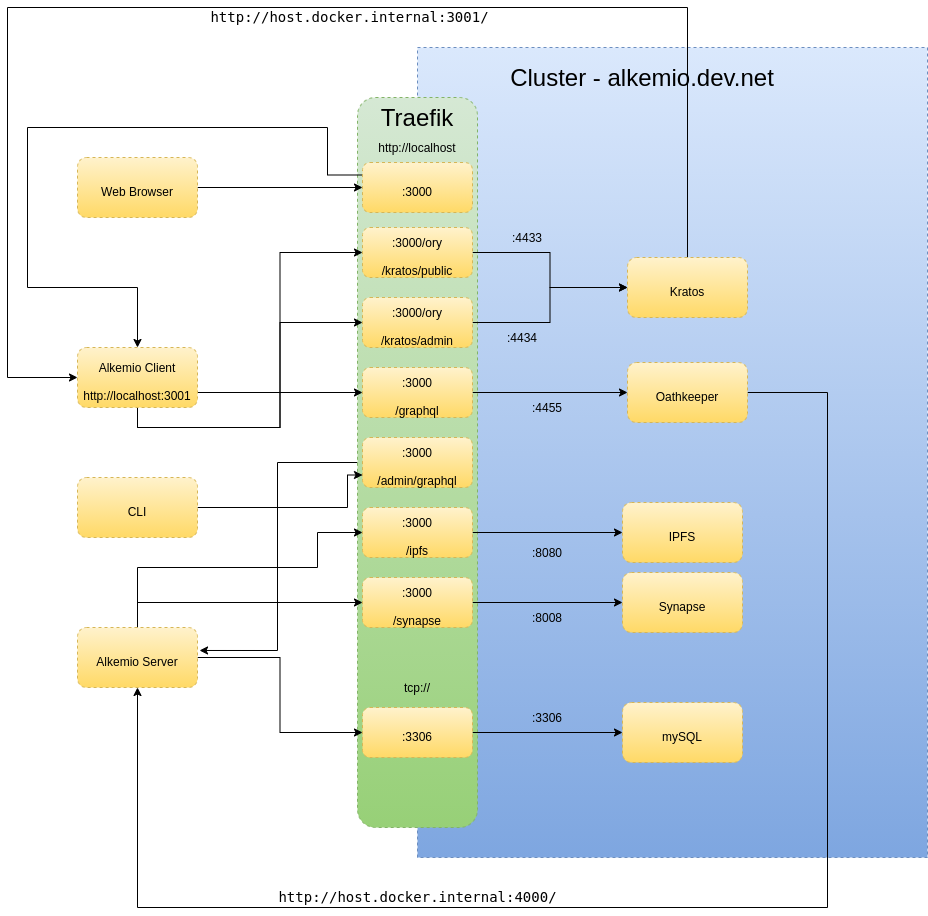 http://host.docker.internal:3001/
Cluster - alkemio.dev.net
Traefik
http://localhost
Web Browser
:3000
:3000/ory
/kratos/public
:4433
Kratos
:3000/ory
/kratos/admin
:4434
Alkemio Client
http://localhost:3001
:3000
/graphql
:4455
Oathkeeper
:3000
/admin/graphql
CLI
:3000
/ipfs
:8080
IPFS
:3000
/synapse
:8008
Synapse
Alkemio Server
tcp://
:3306
:3306
mySQL
http://host.docker.internal:4000/